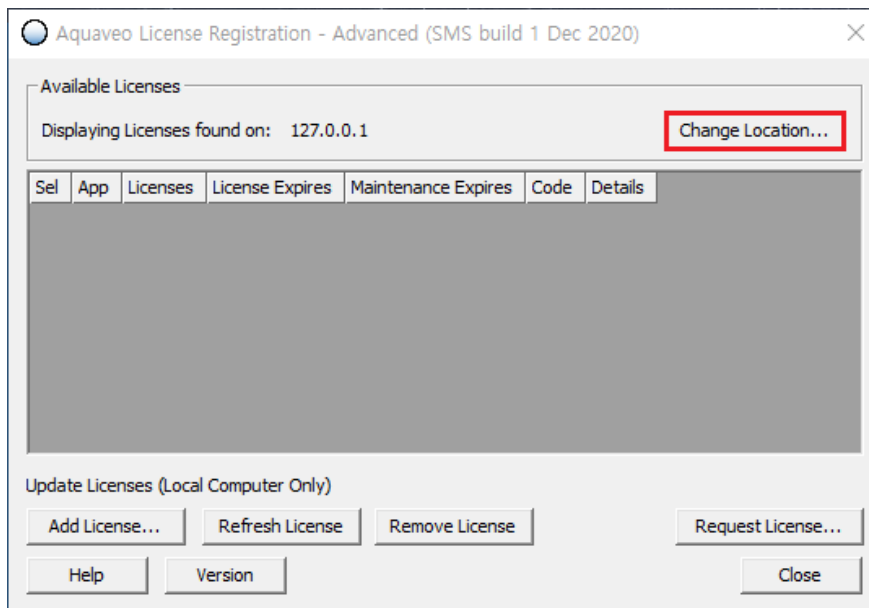 Aquaveo License Registration - Advanced (SMS build 1 Dec 2020)
Available Licenses
Displaying Licenses found on: 127.0.0.1 Change Location...
Sel App Licenses License Expires Maintenance Expires Code Details
Update Licenses (Local Computer Only)
Add License... Refresh License Remove License Request License...
Help Version Close